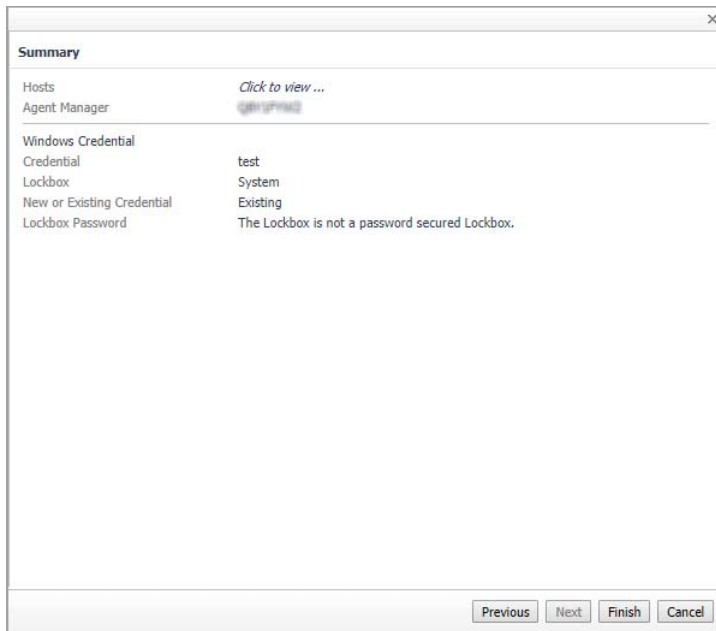 Summary
Hosts Click to view ...
Agent Manager
Windows Credential
Credential test
Lockbox System
New or Existing Credential Existing
Lockbox Password The Lockbox is not a password secured Lockbox.
Previous Next Finish Cancel